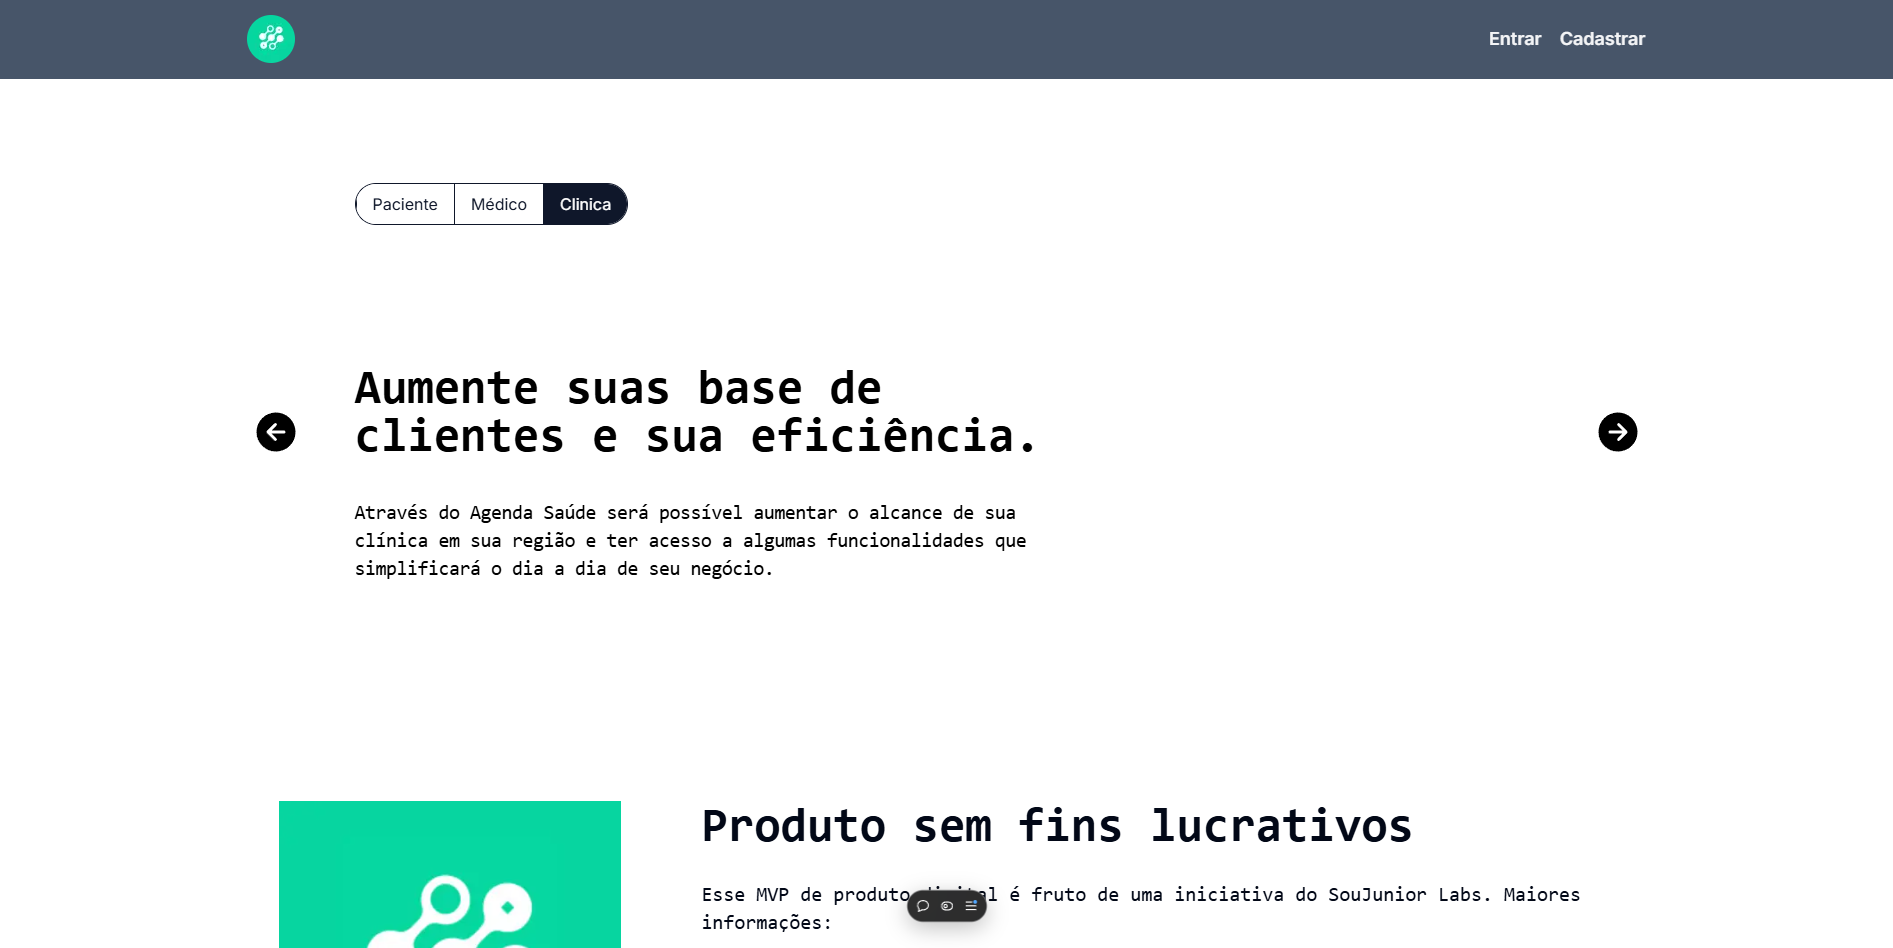 Entrar Cadastrar
Paciente Médico Clinica
Aumente suas base de
clientes e sua eficiência.
Através do Agenda Saúde será possível aumentar o alcance de sua
clínica em sua região e ter acesso a algumas funcionalidades que
simplificará o dia a dia de seu negócio.
Produto sem fins lucrativos
Esse MVP de produto digital é fruto de uma iniciativa do SouJunior Labs. Maiores
informações: